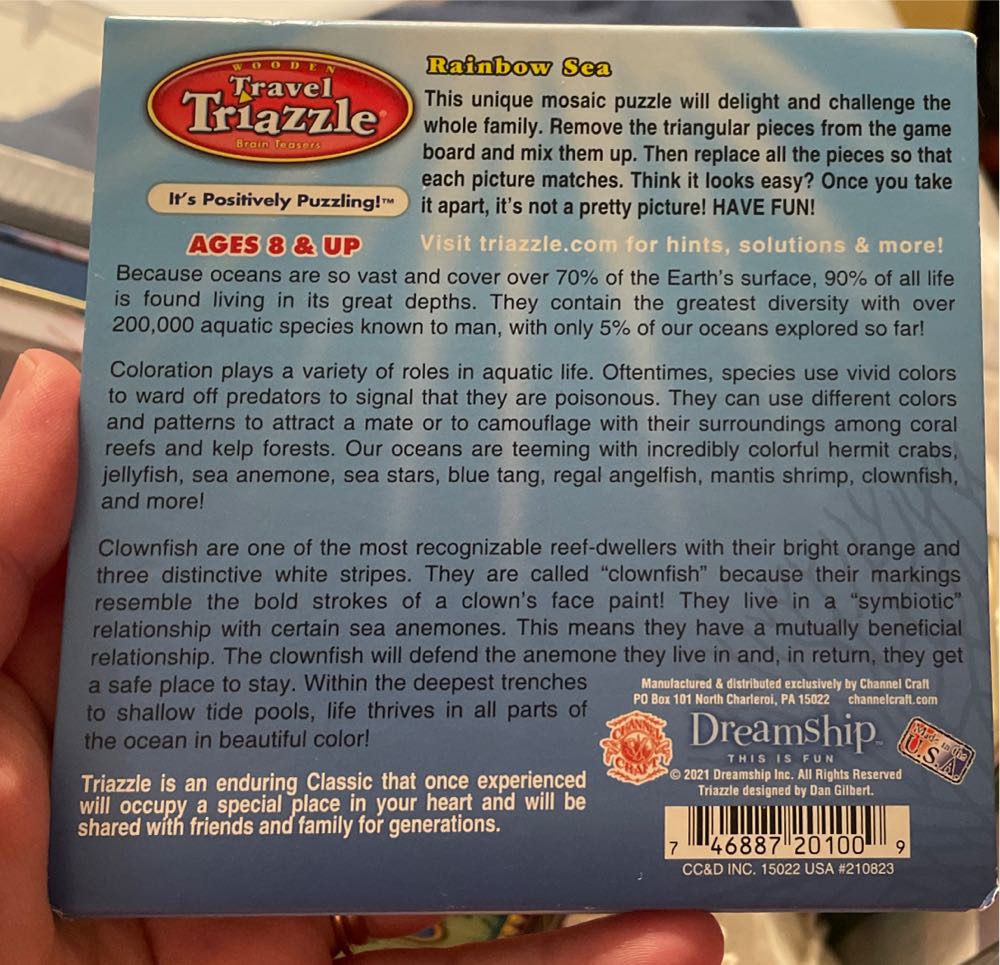 WOODEN
Travel
Triazzle®
Brain Teasers
It's Positively Puzzling!™
AGES 8 & UP
Rainbow Sea
This unique mosaic puzzle will delight and challenge the
whole family. Remove the triangular pieces from the game
board and mix them up. Then replace all the pieces so that
each picture matches. Think it looks easy? Once you take
it apart, it's not a pretty picture! HAVE FUN!
Visit triazzle.com for hints, solutions & more!
Because oceans are so vast and cover over 70% of the Earth's surface, 90% of all life
is found living in its great depths. They contain the greatest diversity with over
200,000 aquatic species known to man, with only 5% of our oceans explored so far!
Coloration plays a variety of roles in aquatic life. Oftentimes, species use vivid colors
to ward off predators to signal that they are poisonous. They can use different colors
and patterns to attract a mate or to camouflage with their surroundings among coral
reefs and kelp forests. Our oceans are teeming with incredibly colorful hermit crabs,
jellyfish, sea anemone, sea stars, blue tang, regal angelfish, mantis shrimp, clownfish,
and more!
Clownfish are one of the most recognizable reef-dwellers with their bright orange and
three distinctive white stripes. They are called “clownfish” because their markings
resemble the bold strokes of a clown's face paint! They live in a “symbiotic”
relationship with certain sea anemones. This means they have a mutually beneficial
relationship. The clownfish will defend the anemone they live in and, in return, they get
a safe place to stay. Within the deepest trenches
to shallow tide pools, life thrives in all parts of
the ocean in beautiful color!
Triazzle is an enduring Classic that once experienced
will occupy a special place in your heart and will be
shared with friends and family for generations.
Manufactured & distributed exclusively by Channel Craft
PO Box 101 North Charleroi, PA 15022 channelcraft.com
CHANNEL
CRAFT
DreamShip™
THIS IS FUN
Made in the
U.S.A.
© 2021 Dreamship Inc. All Rights Reserved
Triazzle designed by Dan Gilbert.
7 46887 20100 9
CC&D INC. 15022 USA #210823